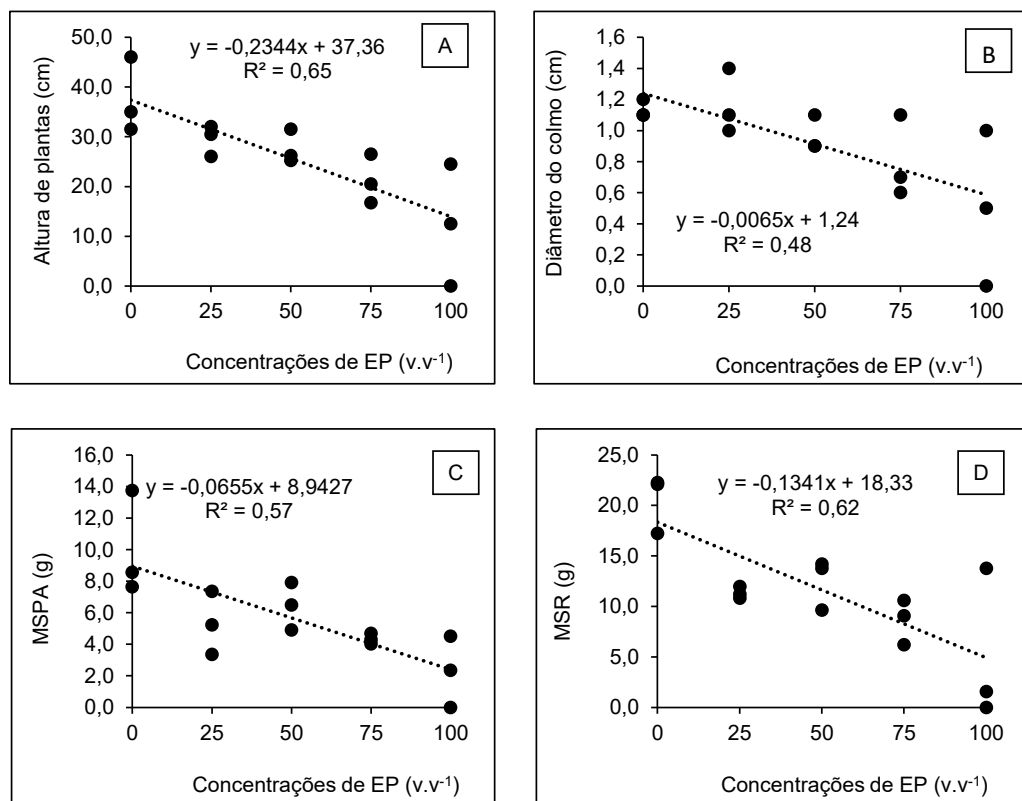 A
y = -0,2344x + 37,36
R² = 0,65
Altura de plantas (cm)
50,0
40,0
30,0
20,0
10,0
0,0
0 25 50 75 100
Concentrações de EP (v.v⁻¹)
B
y = -0,0065x + 1,24
R² = 0,48
Diâmetro do colmo (cm)
1,6
1,4
1,2
1,0
0,8
0,6
0,4
0,2
0,0
0 25 50 75 100
Concentrações de EP (v.v⁻¹)
C
y = -0,0655x + 8,9427
R² = 0,57
MSPA (g)
16,0
14,0
12,0
10,0
8,0
6,0
4,0
2,0
0,0
0 25 50 75 100
Concentrações de EP (v.v⁻¹)
D
y = -0,1341x + 18,33
R² = 0,62
MSR (g)
25,0
20,0
15,0
10,0
5,0
0,0
0 25 50 75 100
Concentrações de EP (v.v⁻¹)